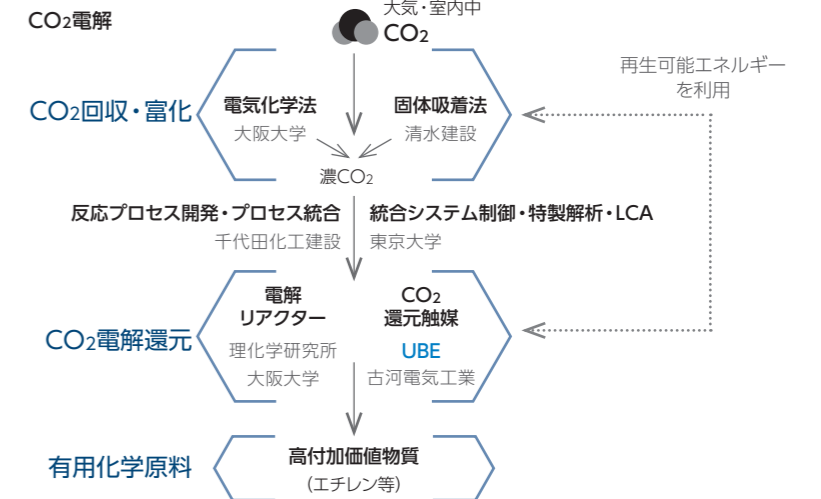 CO2電解
大気・室内中
CO2
再生可能エネルギー
を利用
CO2回収・富化
電気化学法
大阪大学
固体吸着法
清水建設
濃CO2
反応プロセス開発・プロセス統合
千代田化工建設
統合システム制御・特製解析・LCA
東京大学
CO2電解還元
電解
リアクター
理化学研究所
大阪大学
CO2
還元触媒
UBE
古河電気工業
有用化学原料
高付加価値物質
（エチレン等）